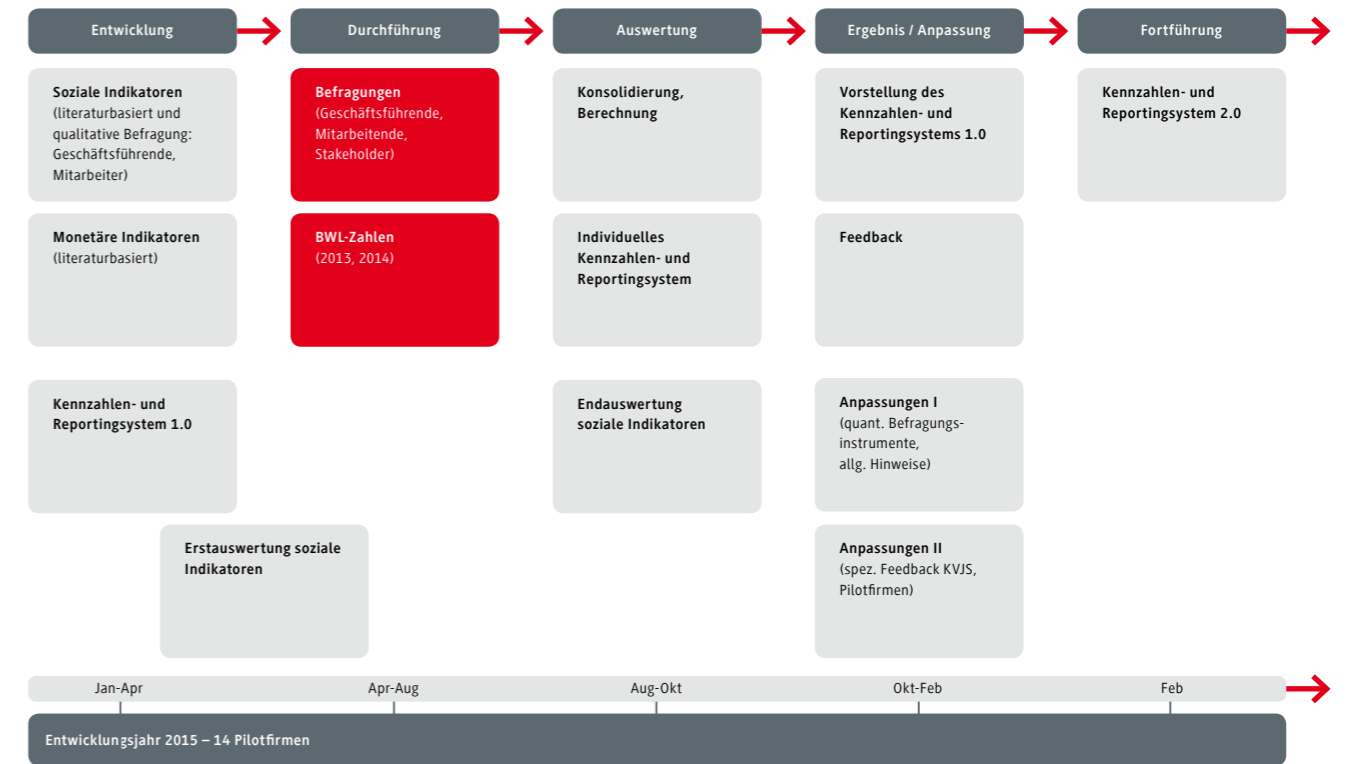 Entwicklung
Durchführung
Auswertung
Ergebnis / Anpassung
Fortführung
Soziale Indikatoren
(literaturbasiert und
qualitative Befragung:
Geschäftsführende,
Mitarbeiter)
Befragungen
(Geschäftsführende,
Mitarbeitende,
Stakeholder)
Konsolidierung,
Berechnung
Vorstellung des
Kennzahlen- und
Reportingsystems 1.0
Kennzahlen- und
Reportingsystem 2.0
Monetäre Indikatoren
(literaturbasiert)
BWL-Zahlen
(2013, 2014)
Individuelles
Kennzahlen- und
Reportingsystem
Feedback
Kennzahlen- und
Reportingsystem 1.0
Endauswertung
soziale Indikatoren
Anpassungen I
(quant. Befragungs-
instrumente,
allg. Hinweise)
Erstauswertung soziale
Indikatoren
Anpassungen II
(spez. Feedback KVJS,
Pilotfirmen)
Jan-Apr
Apr-Aug
Aug-Okt
Okt-Feb
Feb
Entwicklungsjahr 2015 – 14 Pilotfirmen